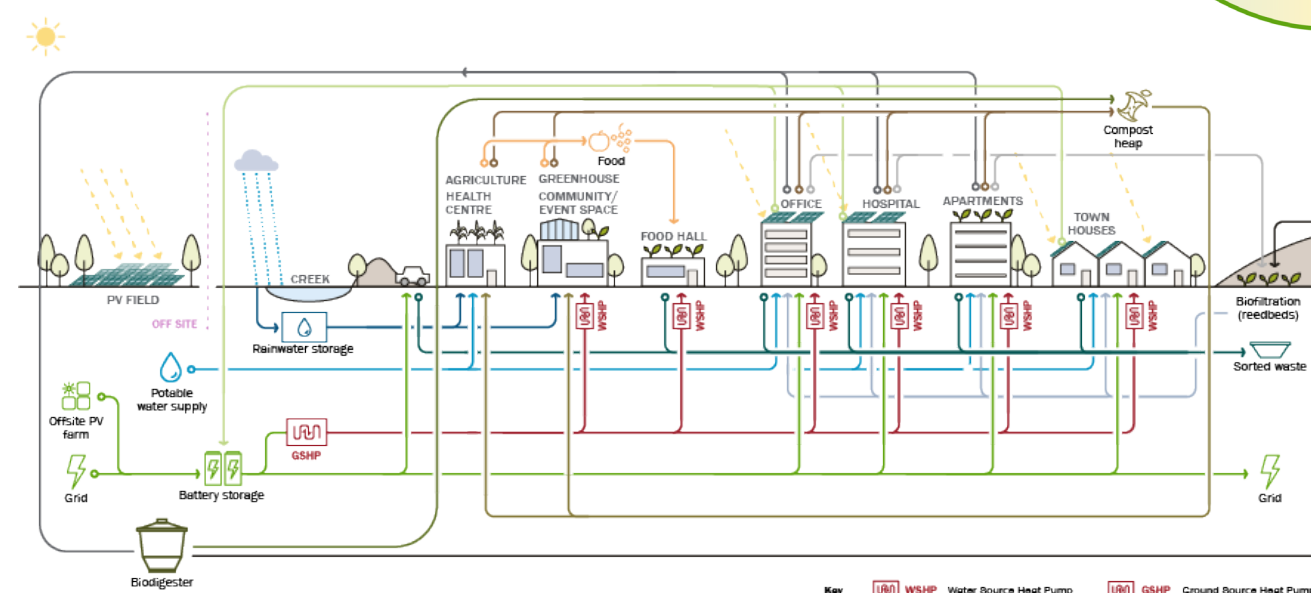 Compost
heap
Food
AGRICULTURE
HEALTH
CENTRE
GREENHOUSE
COMMUNITY/
EVENT SPACE
FOOD HALL
OFFICE
HOSPITAL
APARTMENTS
TOWN
HOUSES
PV FIELD
CREEK
OFF SITE
Rainwater storage
WSHP
WSHP
WSHP
WSHP
WSHP
WSHP
Biofiltration
(reedbeds)
Sorted waste
Potable
water supply
Offsite PV
farm
GSHP
Grid
Battery storage
Grid
Biodigester
Key
WSHP Water Source Heat Pump
GSHP Ground Source Heat Pump